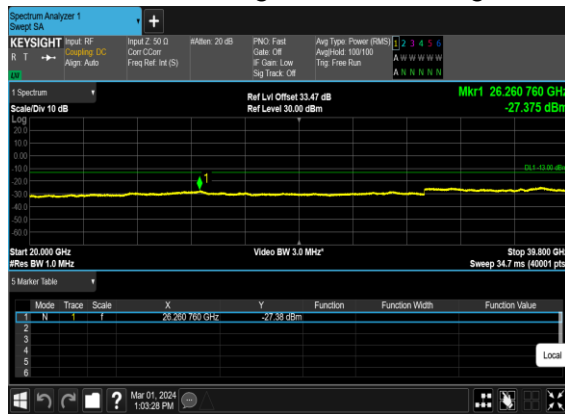 Spectrum Analyzer 1
Swept SA
+
KEYSIGHT Input: RF Input Z: 50 Ω #Atten: 20 dB PNO: Fast Avg Type: Power (RMS) 1 2 3 4 5 6
R T Coupling: DC Corr CCorr Gate: Off Avg|Hold: 100/100 A W W W W W
Align: Auto Freq Ref: Int (S) IF Gain: Low Trig: Free Run
LW Sig Track: Off A N N N N N
1 Spectrum Ref Lvl Offset 33.47 dB Mkr1 26.260 760 GHz
Scale/Div 10 dB Ref Level 30.00 dBm -27.375 dBm
Log
20.0
10.0
0.00
-10.0
DL1 -13.00 dBm
1
-20.0
-30.0
-40.0
-50.0
-60.0
Start 20.000 GHz Video BW 3.0 MHz* Stop 39.800 GHz
#Res BW 1.0 MHz Sweep 34.7 ms (40001 pts)
5 Marker Table
Mode Trace Scale X Y Function Function Width Function Value
1 N 1 f 26.260 760 GHz -27.38 dBm
2
3
4
5
6
Local
? Mar 01, 2024
1:03:28 PM